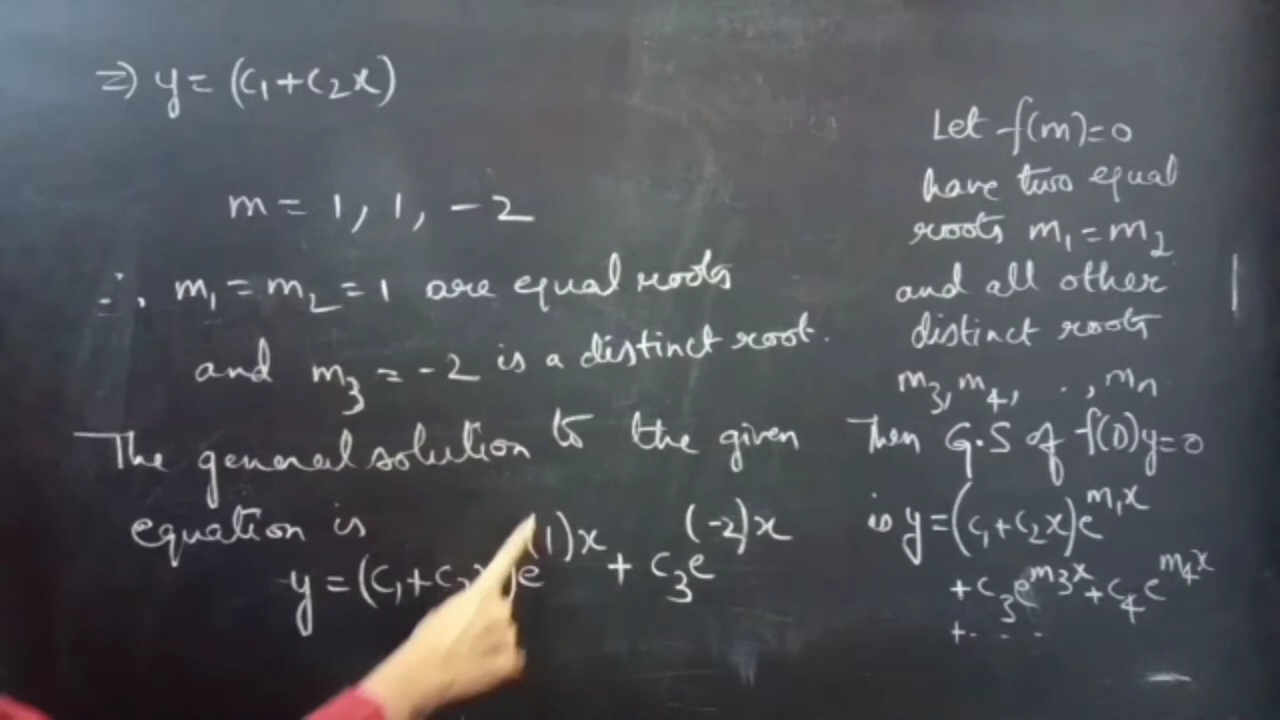 ⇒ y = (c₁+c₂x)
m = 1, 1, -2
∴ m₁ = m₂ = 1 are equal roots
and m₃ = -2 is a distinct root.
The general solution to the given
equation is
y = (c₁+c₂ )e^(1)x + c₃e^(-2)x
Let f(m)=0
have two equal
roots m₁=m₂
and all other
distinct roots
m₃, m₄, . ., mₙ
Then G.S of f(D)y=0
is y=(c₁+c₂x)e^m₁x
+c₃e^m₃x+c₄e^m₄x
+. . .